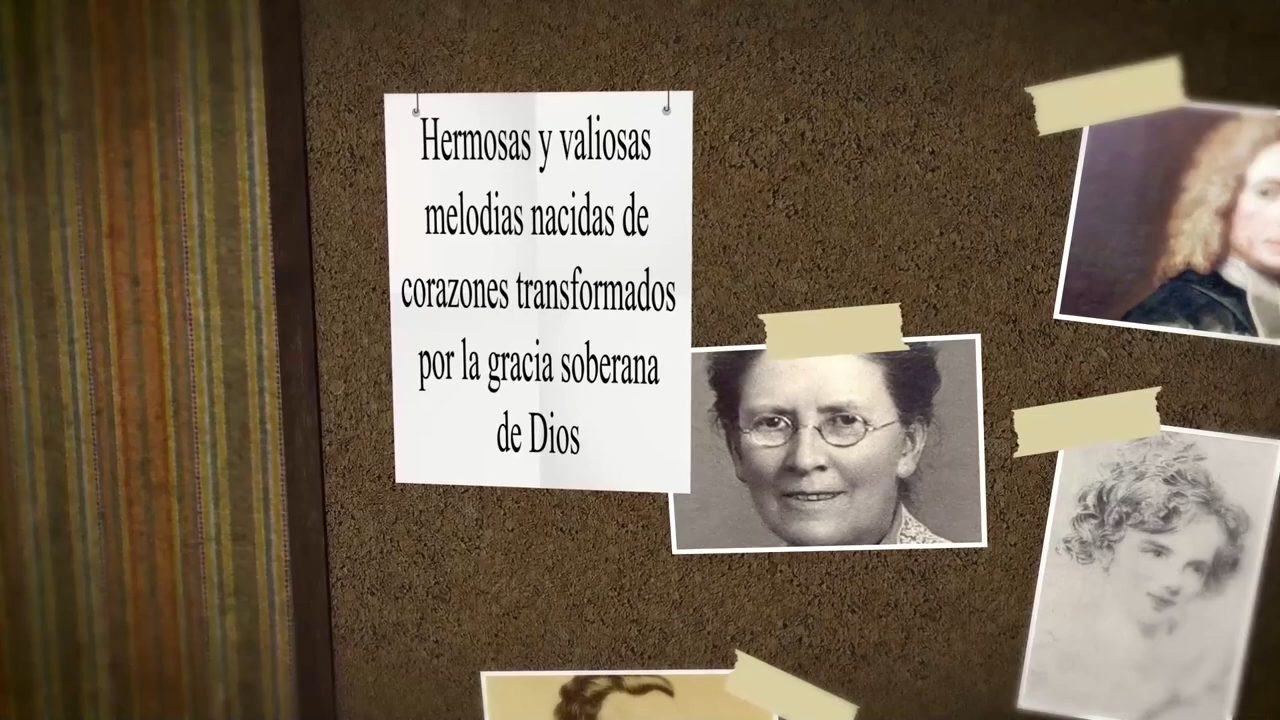 Hermosas y valiosas
melodias nacidas de
corazones transformados
por la gracia soberana
de Dios